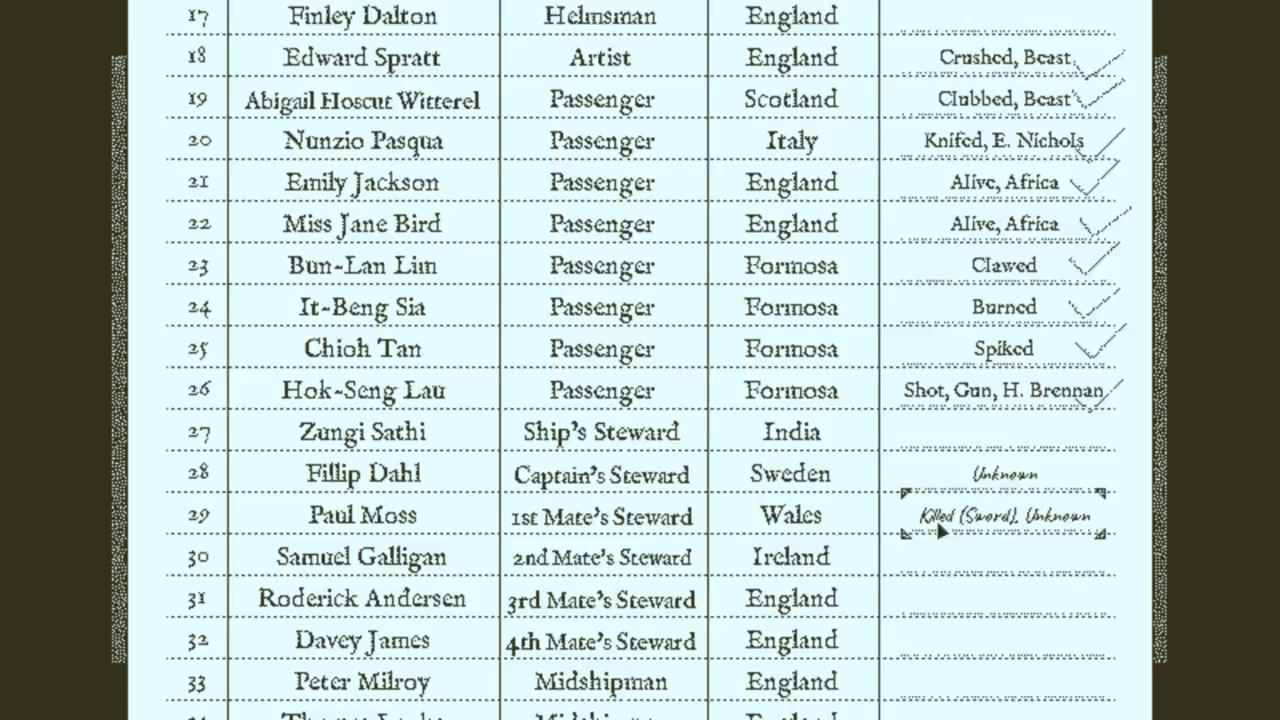 17 Finley Dalton Helmsman England
18 Edward Spratt Artist England Crushed, Beast
19 Abigail Hoscut Witterel Passenger Scotland Clubbed, Beast
20 Nunzio Pasqua Passenger Italy Knifed, E. Nichols
21 Emily Jackson Passenger England Alive, Africa
22 Miss Jane Bird Passenger England Alive, Africa
23 Bun-Lan Lim Passenger Formosa Clawed
24 It-Beng Sia Passenger Formosa Burned
25 Chioh Tan Passenger Formosa Spiked
26 Hok-Seng Lau Passenger Formosa Shot, Gun, H. Brennan
27 Zungi Sathi Ship's Steward India
28 Fillip Dahl Captain's Steward Sweden Unknown
29 Paul Moss 1st Mate's Steward Wales Killed (Sword), Unknown
30 Samuel Galligan 2nd Mate's Steward Ireland
31 Roderick Andersen 3rd Mate's Steward England
32 Davey James 4th Mate's Steward England
33 Peter Milroy Midshipman England